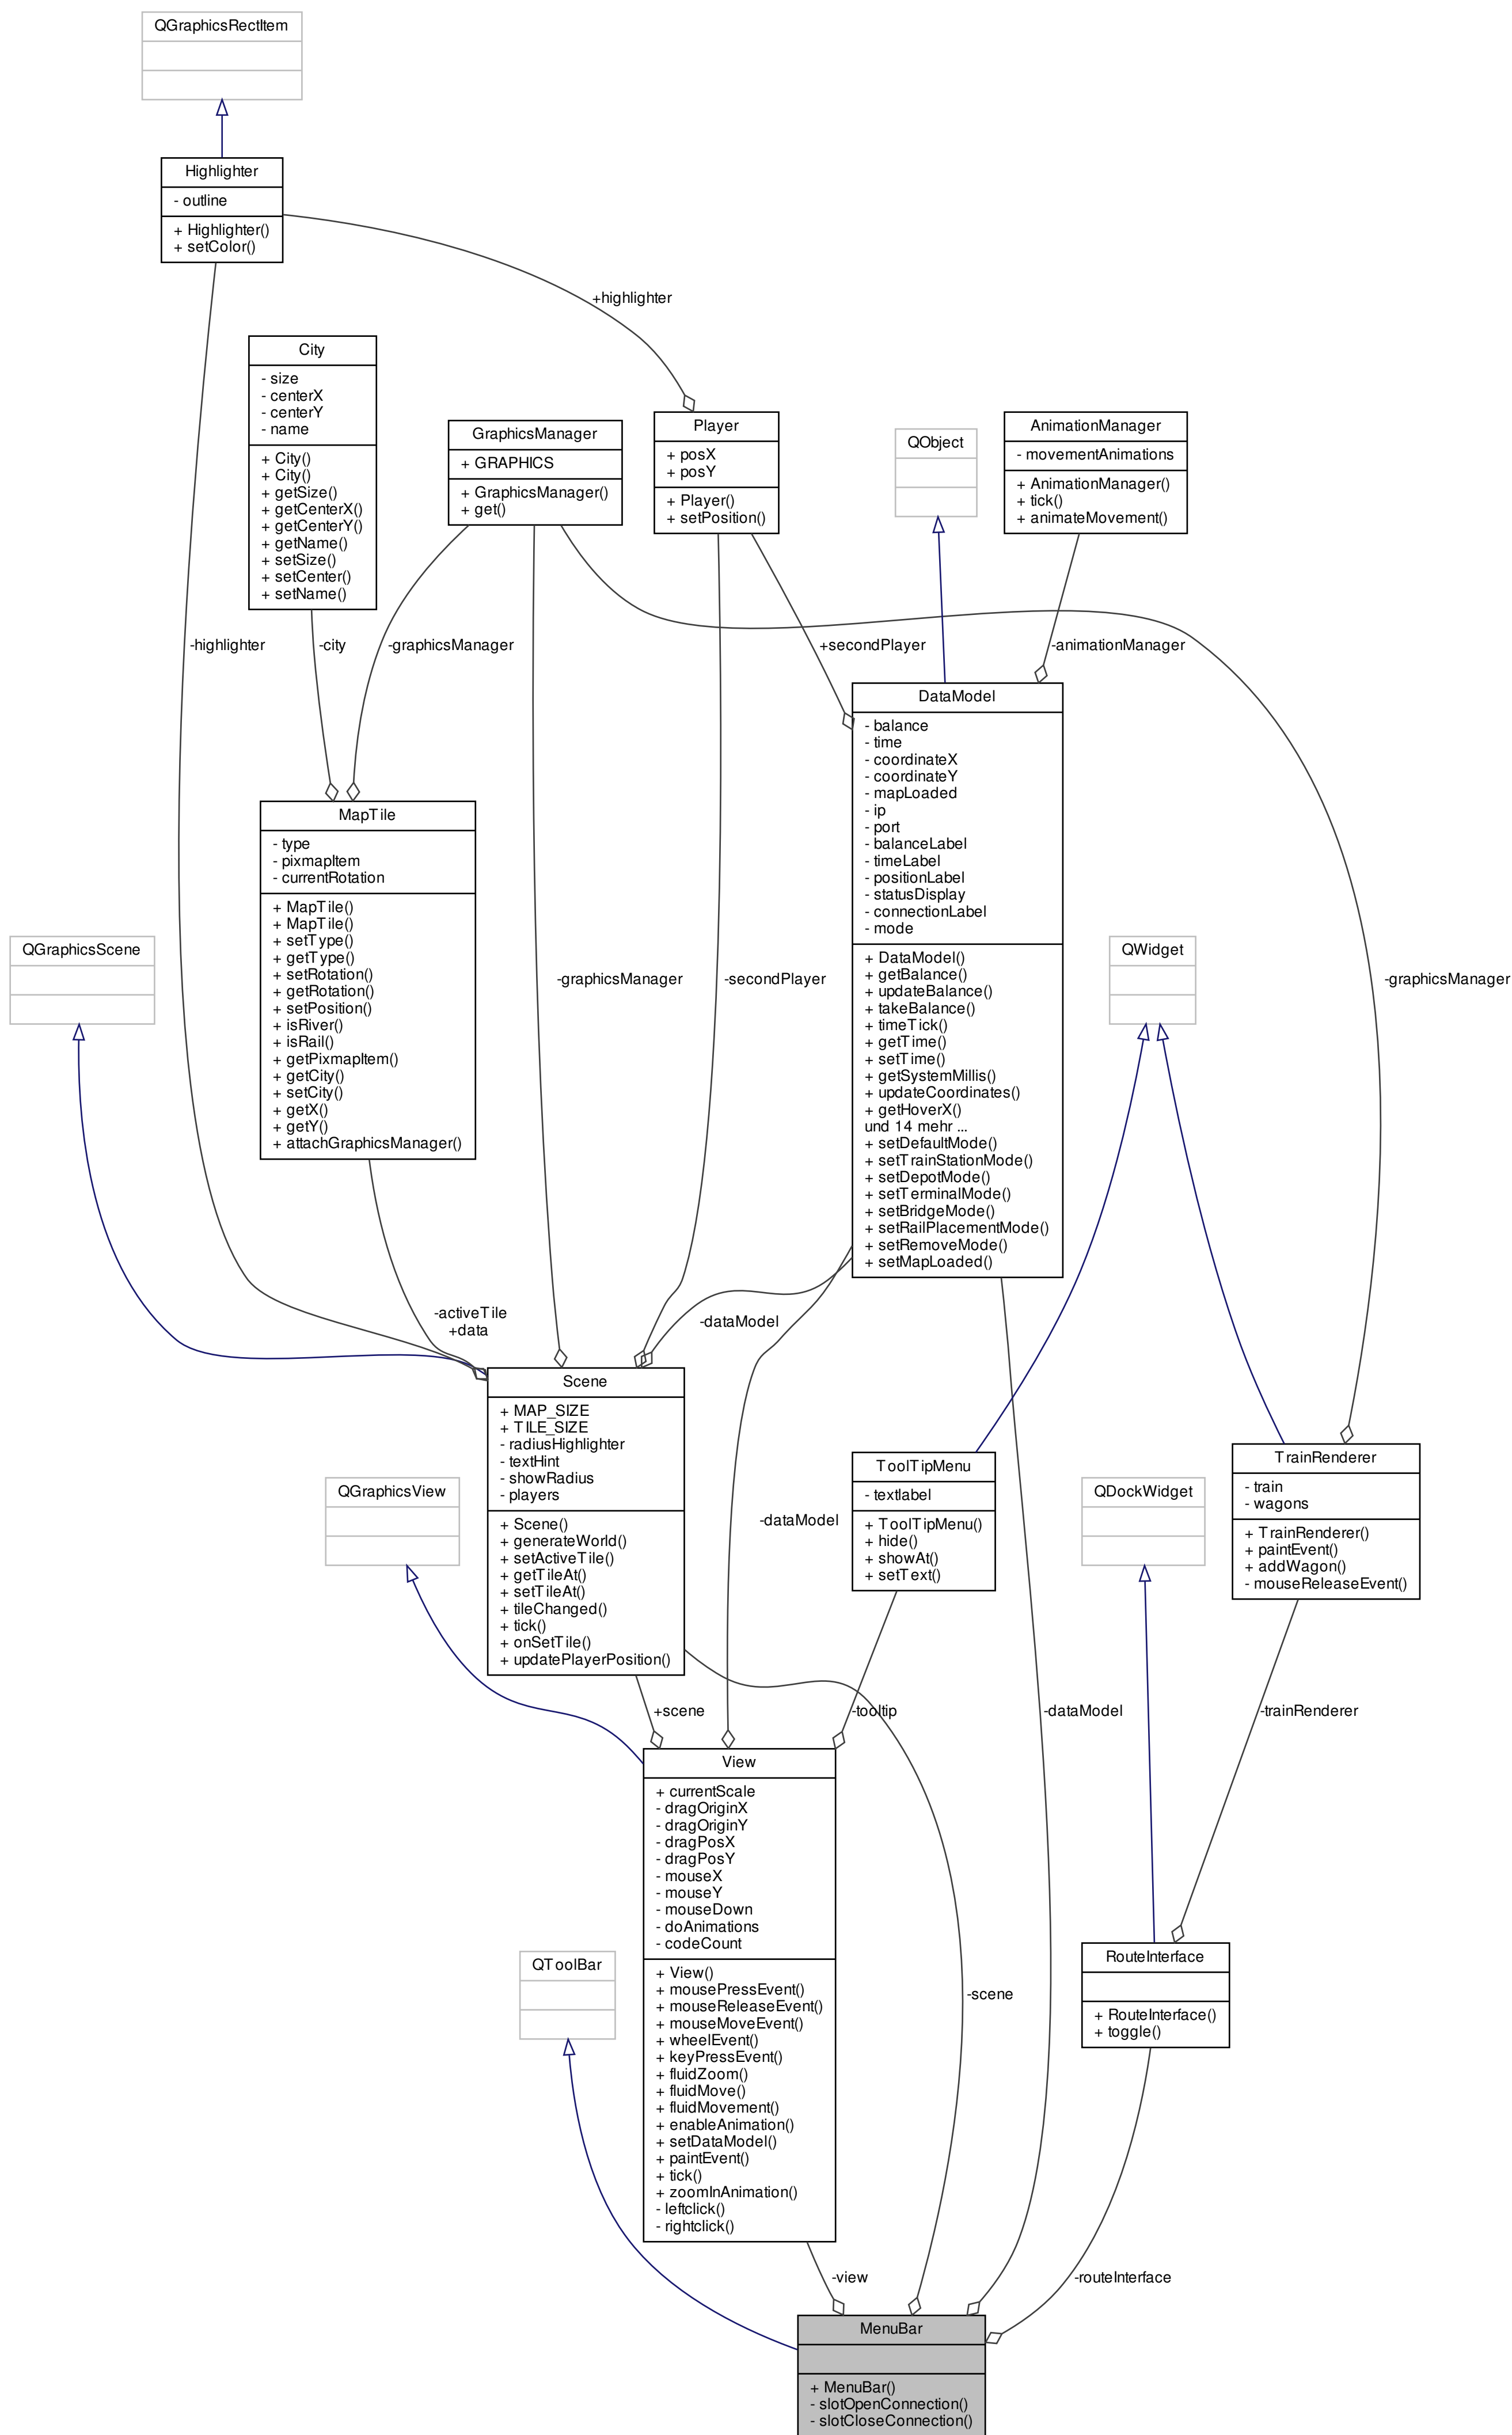 QGraphicsRectItem
Highlighter
- outline
+ Highlighter()
+ setColor()
+highlighter
City
- size
- centerX
- centerY
- name
+ City()
+ City()
+ getSize()
+ getCenterX()
+ getCenterY()
+ getName()
+ setSize()
+ setCenter()
+ setName()
GraphicsManager
+ GRAPHICS
+ GraphicsManager()
+ get()
Player
+ posX
+ posY
+ Player()
+ setPosition()
QObject
AnimationManager
- movementAnimations
+ AnimationManager()
+ tick()
+ animateMovement()
-highlighter
-city
-graphicsManager
+secondPlayer
-animationManager
DataModel
- balance
- time
- coordinateX
- coordinateY
- mapLoaded
- ip
- port
- balanceLabel
- timeLabel
- positionLabel
- statusDisplay
- connectionLabel
- mode
+ DataModel()
+ getBalance()
+ updateBalance()
+ takeBalance()
+ timeTick()
+ getTime()
+ setTime()
+ getSystemMillis()
+ updateCoordinates()
+ getHoverX()
und 14 mehr ...
+ setDefaultMode()
+ setTrainStationMode()
+ setDepotMode()
+ setTerminalMode()
+ setBridgeMode()
+ setRailPlacementMode()
+ setRemoveMode()
+ setMapLoaded()
MapTile
- type
- pixmapItem
- currentRotation
+ MapTile()
+ MapTile()
+ setType()
+ getType()
+ setRotation()
+ getRotation()
+ setPosition()
+ isRiver()
+ isRail()
+ getPixmapItem()
+ getCity()
+ setCity()
+ getX()
+ getY()
+ attachGraphicsManager()
QGraphicsScene
-graphicsManager
-secondPlayer
QWidget
-graphicsManager
-activeTile
+data
-dataModel
Scene
+ MAP_SIZE
+ TILE_SIZE
- radiusHighlighter
- textHint
- showRadius
- players
+ Scene()
+ generateWorld()
+ setActiveTile()
+ getTileAt()
+ setTileAt()
+ tileChanged()
+ tick()
+ onSetTile()
+ updatePlayerPosition()
QGraphicsView
-dataModel
ToolTipMenu
- textlabel
+ ToolTipMenu()
+ hide()
+ showAt()
+ setText()
QDockWidget
TrainRenderer
- train
- wagons
+ TrainRenderer()
+ paintEvent()
+ addWagon()
- mouseReleaseEvent()
+scene
-tooltip
-dataModel
-trainRenderer
View
+ currentScale
- dragOriginX
- dragOriginY
- dragPosX
- dragPosY
- mouseX
- mouseY
- mouseDown
- doAnimations
- codeCount
+ View()
+ mousePressEvent()
+ mouseReleaseEvent()
+ mouseMoveEvent()
+ wheelEvent()
+ keyPressEvent()
+ fluidZoom()
+ fluidMove()
+ fluidMovement()
+ enableAnimation()
+ setDataModel()
+ paintEvent()
+ tick()
+ zoomInAnimation()
- leftclick()
- rightclick()
QToolBar
-scene
RouteInterface
+ RouteInterface()
+ toggle()
-view
-routeInterface
MenuBar
+ MenuBar()
- slotOpenConnection()
- slotCloseConnection()